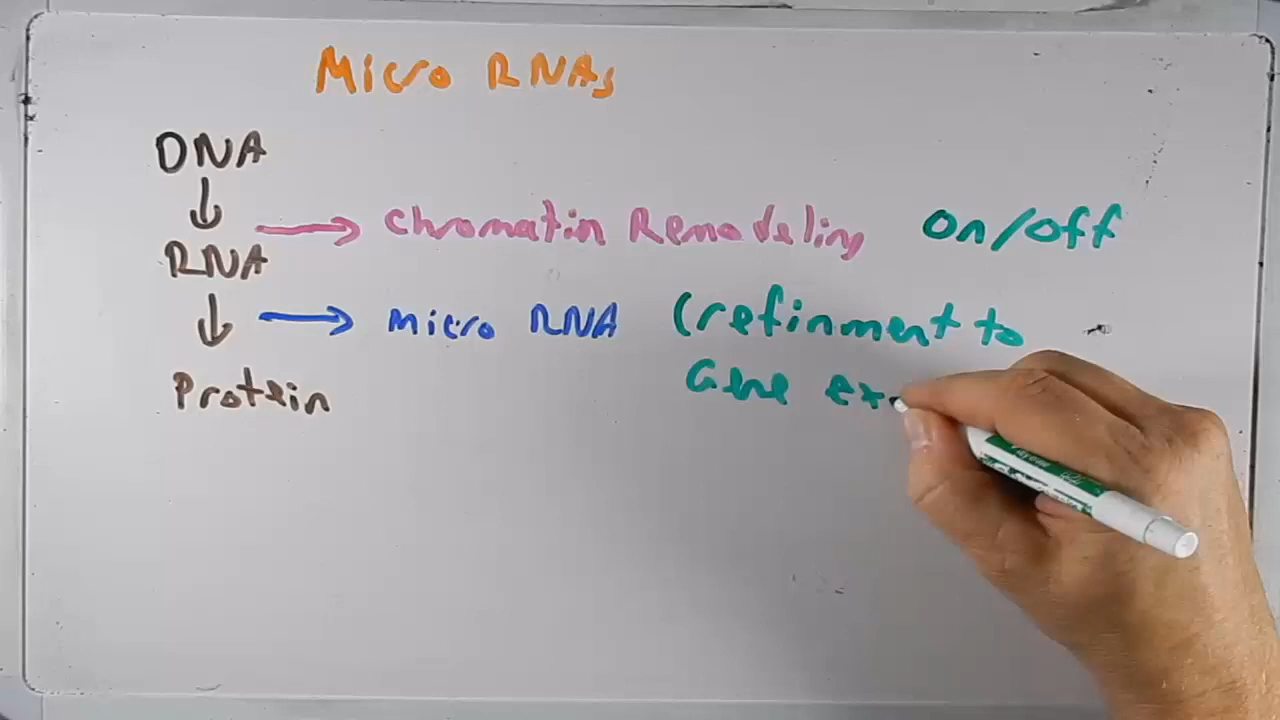 Micro RNAs
DNA
↓
RNA → Chromatin Remodeling On/Off
↓ → Micro RNA (refinment to
Protein Gene ex